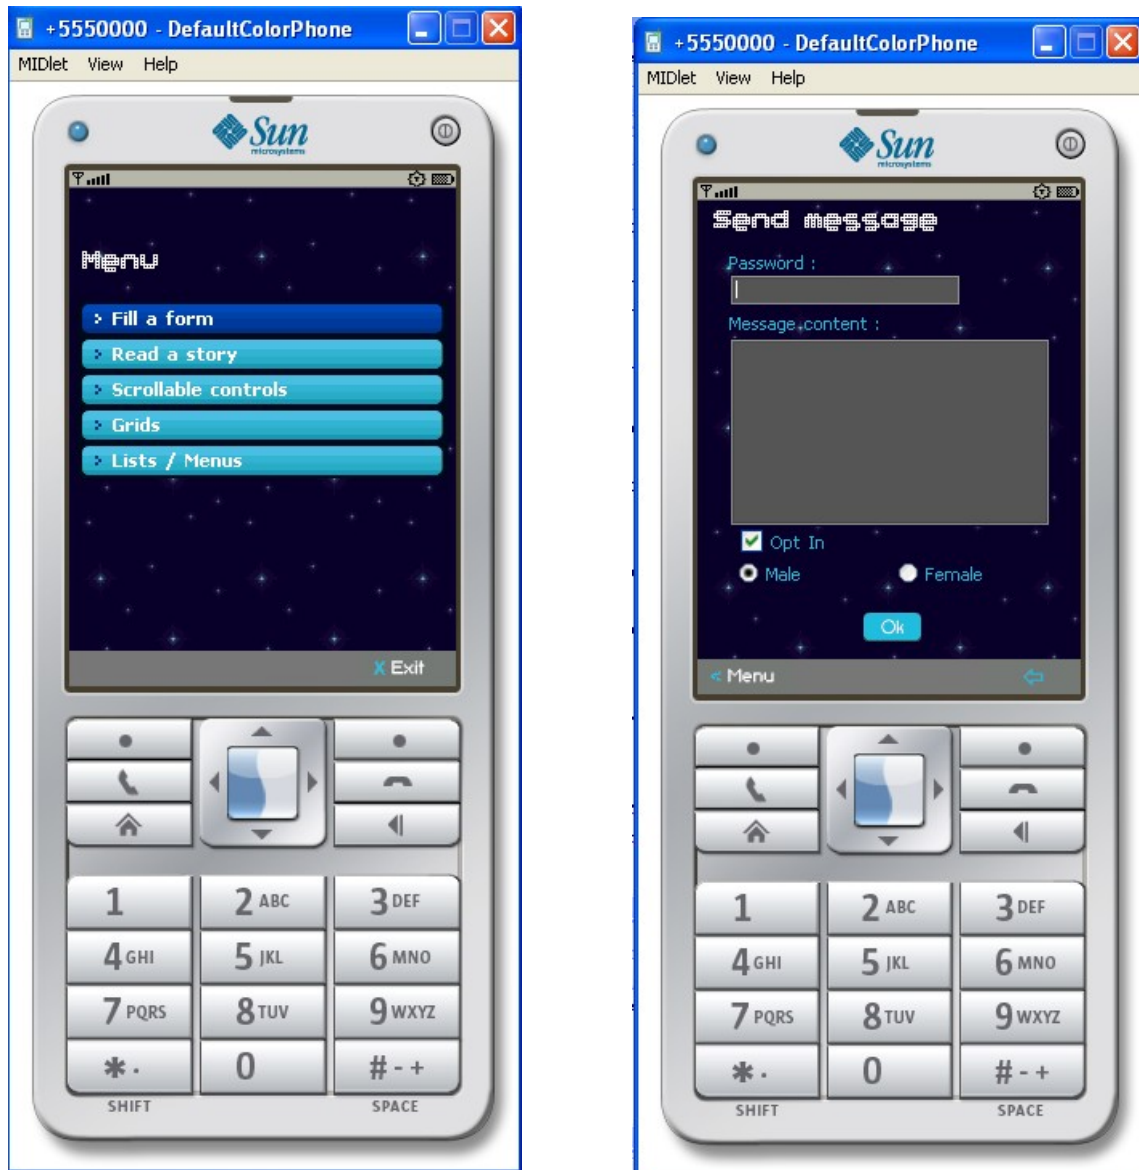 +5550000 - DefaultColorPhone
MIDlet View Help
Sun
microsystems
Menu
Fill a form
Read a story
Scrollable controls
Grids
Lists / Menus
X Exit
1
2 ABC
3 DEF
4 GHI
5 JKL
6 MNO
7 PQRS
8 TUV
9 WXYZ
* .
0
# - +
SHIFT
SPACE
+5550000 - DefaultColorPhone
MIDlet View Help
Sun
microsystems
Send message
Password :
Message content :
Opt In
Male
Female
Ok
< Menu
1
2 ABC
3 DEF
4 GHI
5 JKL
6 MNO
7 PQRS
8 TUV
9 WXYZ
* .
0
# - +
SHIFT
SPACE